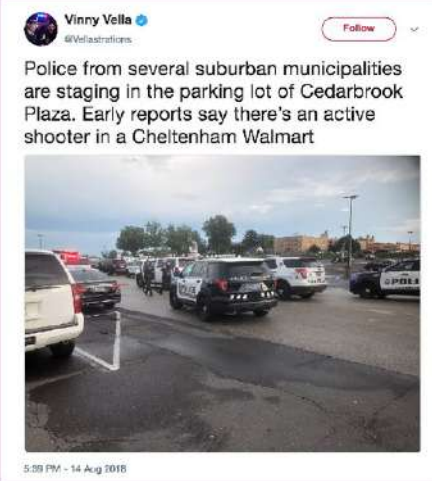 Vinny Vella
@Vellastrations
Follow
Police from several suburban municipalities
are staging in the parking lot of Cedarbrook
Plaza. Early reports say there's an active
shooter in a Cheltenham Walmart
POLI
5:39 PM - 14 Aug 2018